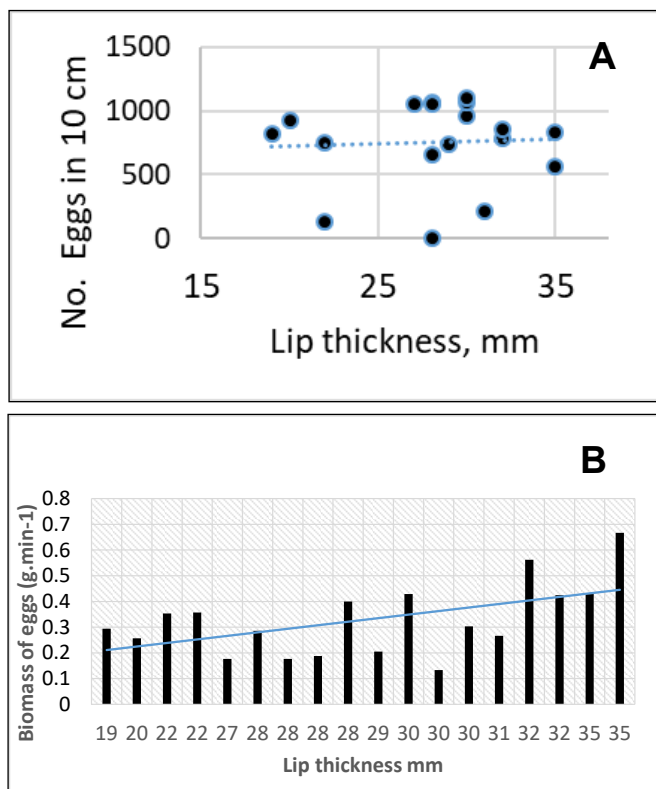 A
1500
1000
500
0
No. Eggs in 10 cm
15 25 35
Lip thickness, mm
B
0.8
0.7
0.6
0.5
0.4
0.3
0.2
0.1
0
Biomass of eggs (g.min-1)
19 20 22 22 27 28 28 28 28 29 30 30 30 31 32 32 35 35
Lip thickness mm